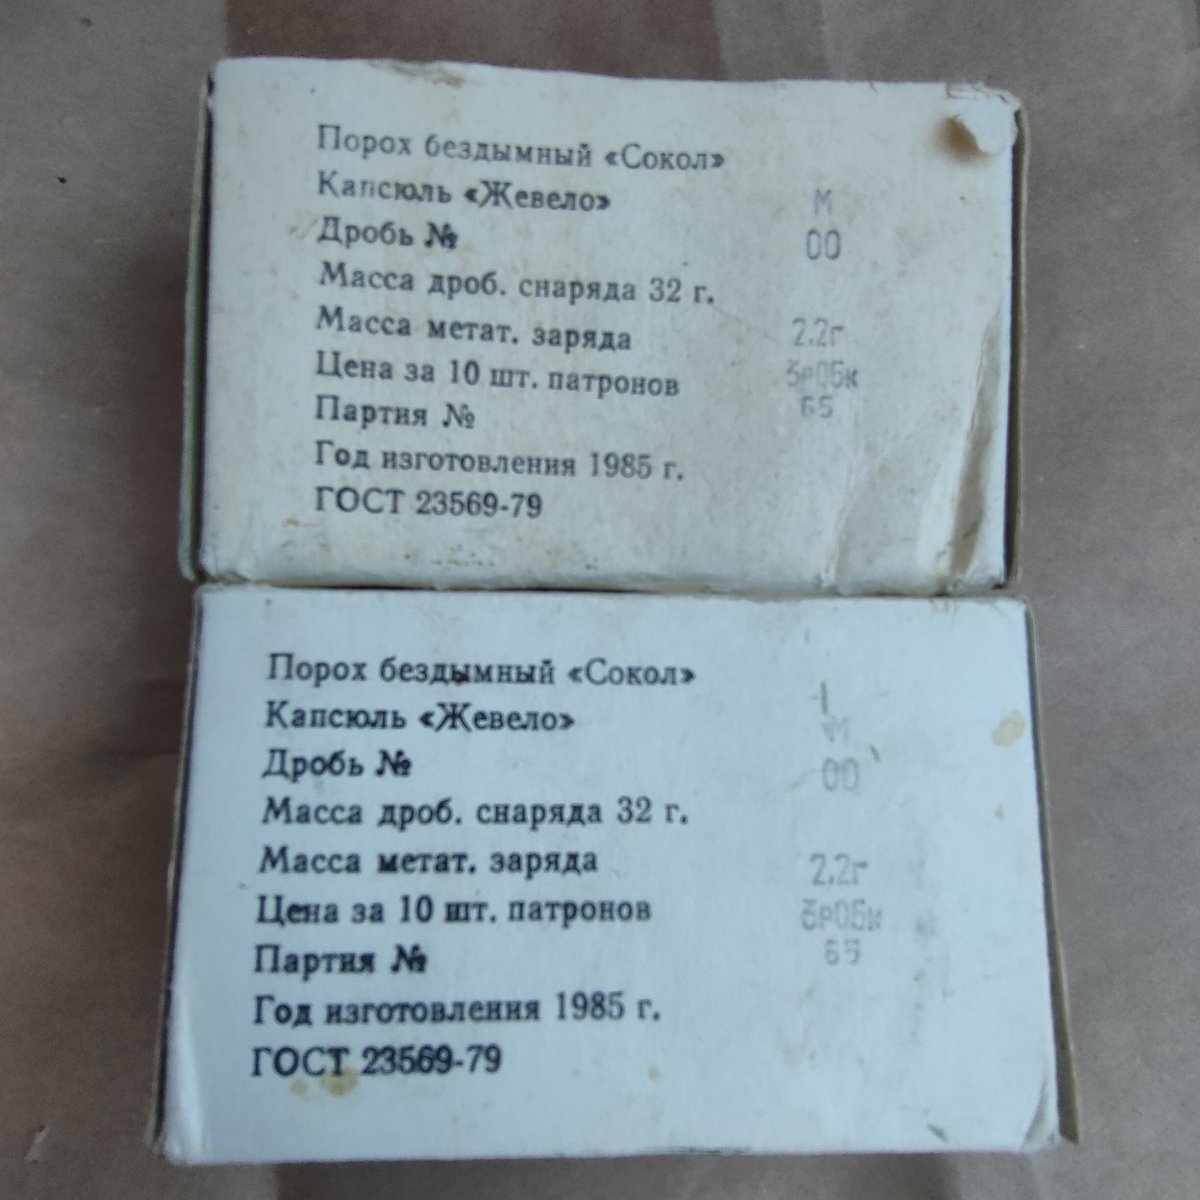 Порох бездымный «Сокол»
Капсюль «Жевело» М
Дробь № 00
Масса дроб. снаряда 32 г.
Масса метат. заряда 2.2г
Цена за 10 шт. патронов
Партия № 65
Год изготовления 1985 г.
ГОСТ 23569-79
Порох бездымный «Сокол»
Капсюль «Жевело» М
Дробь № 00
Масса дроб. снаряда 32 г.
Масса метат. заряда 2.2г
Цена за 10 шт. патронов
Партия № 65
Год изготовления 1985 г.
ГОСТ 23569-79